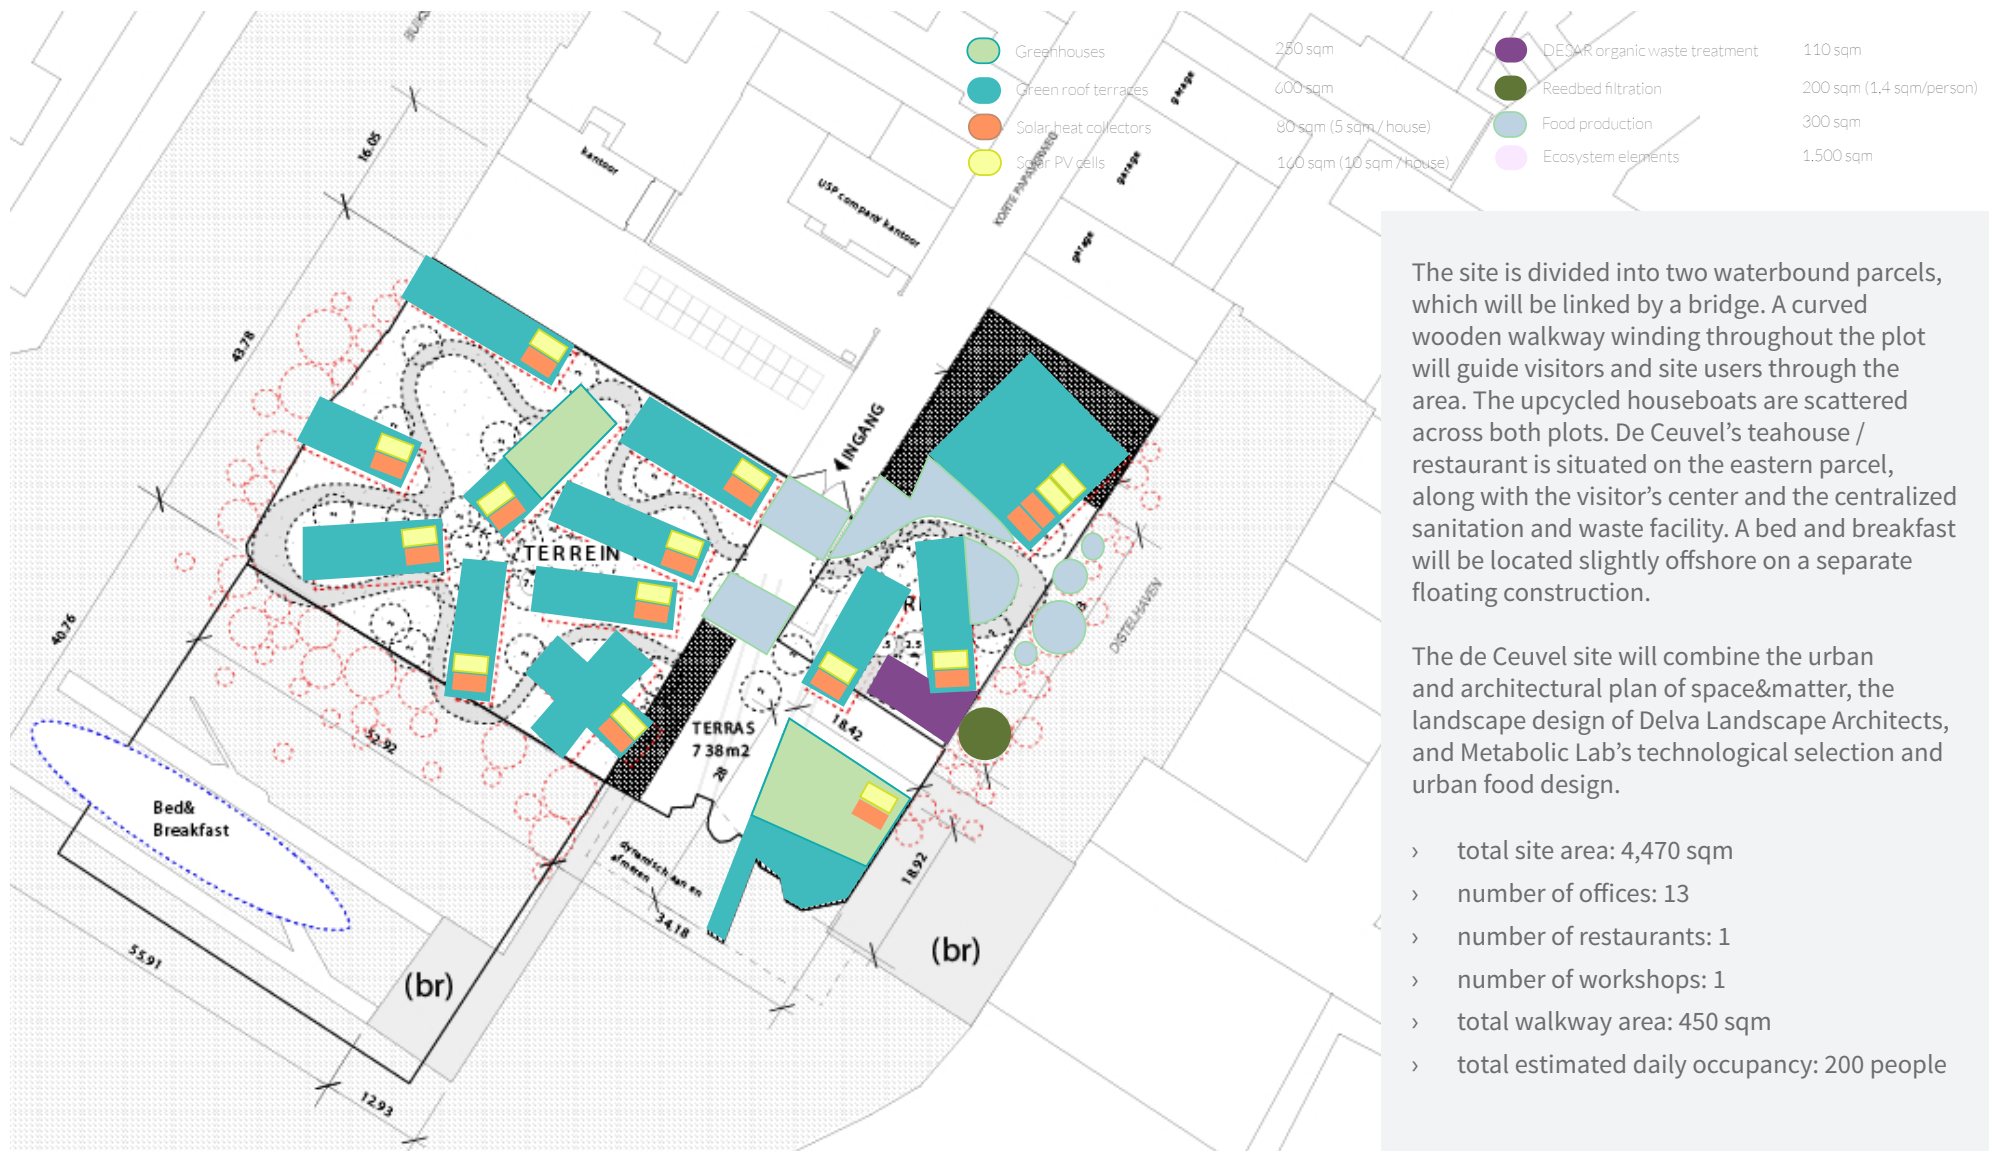 Greenhouses 250 sqm
Green roof terraces 600 sqm
Solar heat collectors 80 sqm (5 sqm / house)
Solar PV cells 160 sqm (10 sqm / house)
DESAR organic waste treatment 110 sqm
Reedbed filtration 200 sqm (1,4 sqm/person)
Food production 300 sqm
Ecosystem elements 1.500 sqm
The site is divided into two waterbound parcels,
which will be linked by a bridge. A curved
wooden walkway winding throughout the plot
will guide visitors and site users through the
area. The upcycled houseboats are scattered
across both plots. De Ceuvel’s teahouse /
restaurant is situated on the eastern parcel,
along with the visitor’s center and the centralized
sanitation and waste facility. A bed and breakfast
will be located slightly offshore on a separate
floating construction.
The de Ceuvel site will combine the urban
and architectural plan of space&matter, the
landscape design of Delva Landscape Architects,
and Metabolic Lab’s technological selection and
urban food design.
› total site area: 4,470 sqm
› number of offices: 13
› number of restaurants: 1
› number of workshops: 1
› total walkway area: 450 sqm
› total estimated daily occupancy: 200 people
16.05
kantoor
USP company kantoor
KORTE PAPAVERWEG
garage
garage
garage
43.78
INGANG
TERREIN
40.76
DISTELHAVEN
2.5
TERRAS
738m2
28
18.42
52.92
Bed&
Breakfast
dynamisch aan en
afmeren
18.92
34.18
55.91
(br)
(br)
12.93